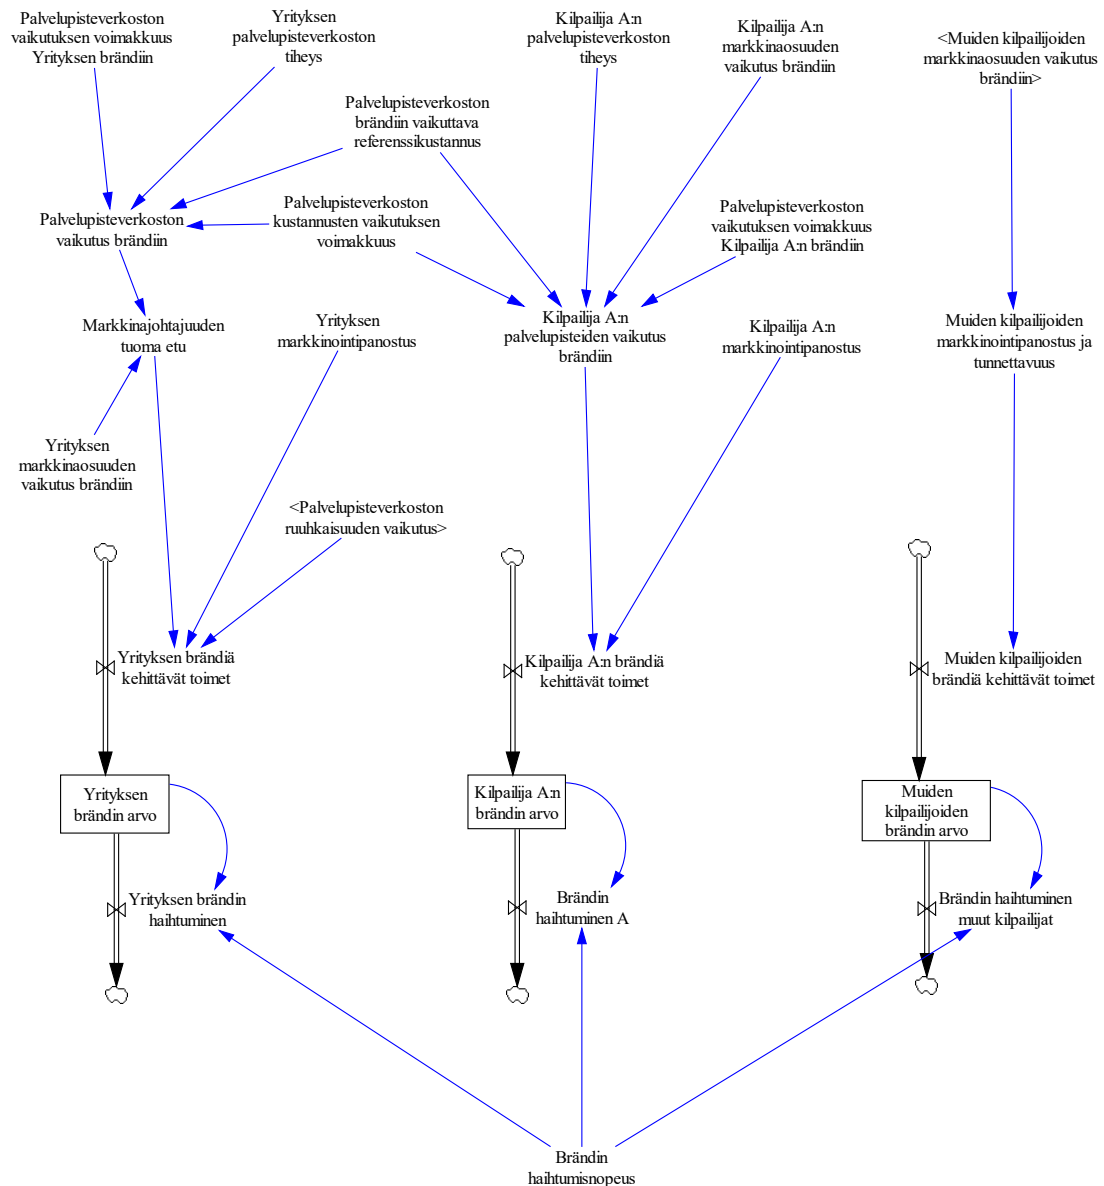 Palvelupisteverkoston
vaikutuksen voimakkuus
Yrityksen brändiin
Yrityksen
palvelupisteverkoston
tiheys
Kilpailija A:n
palvelupisteverkoston
tiheys
Kilpailija A:n
markkinaosuuden
vaikutus brändiin
<Muiden kilpailijoiden
markkinaosuuden vaikutus
brändiin>
Palvelupisteverkoston
brändiin vaikuttava
referenssikustannus
Palvelupisteverkoston
vaikutus brändiin
Palvelupisteverkoston
kustannusten vaikutuksen
voimakkuus
Palvelupisteverkoston
vaikutuksen voimakkuus
Kilpailija A:n brändiin
Markkinajohtajuuden
tuoma etu
Yrityksen
markkinointipanostus
Kilpailija A:n
palvelupisteiden vaikutus
brändiin
Kilpailija A:n
markkinointipanostus
Muiden kilpailijoiden
markkinointipanostus ja
tunnettavuus
Yrityksen
markkinaosuuden
vaikutus brändiin
<Palvelupisteverkoston
ruuhkaisuuden vaikutus>
Yrityksen brändiä
kehittävät toimet
Kilpailija A:n brändiä
kehittävät toimet
Muiden kilpailijoiden
brändiä kehittävät toimet
Yrityksen
brändin arvo
Kilpailija A:n
brändin arvo
Muiden
kilpailijoiden
brändin arvo
Yrityksen brändin
haihtuminen
Brändin
haihtuminen A
Brändin haihtuminen
muut kilpailijat
Brändin
haihtumisnopeus